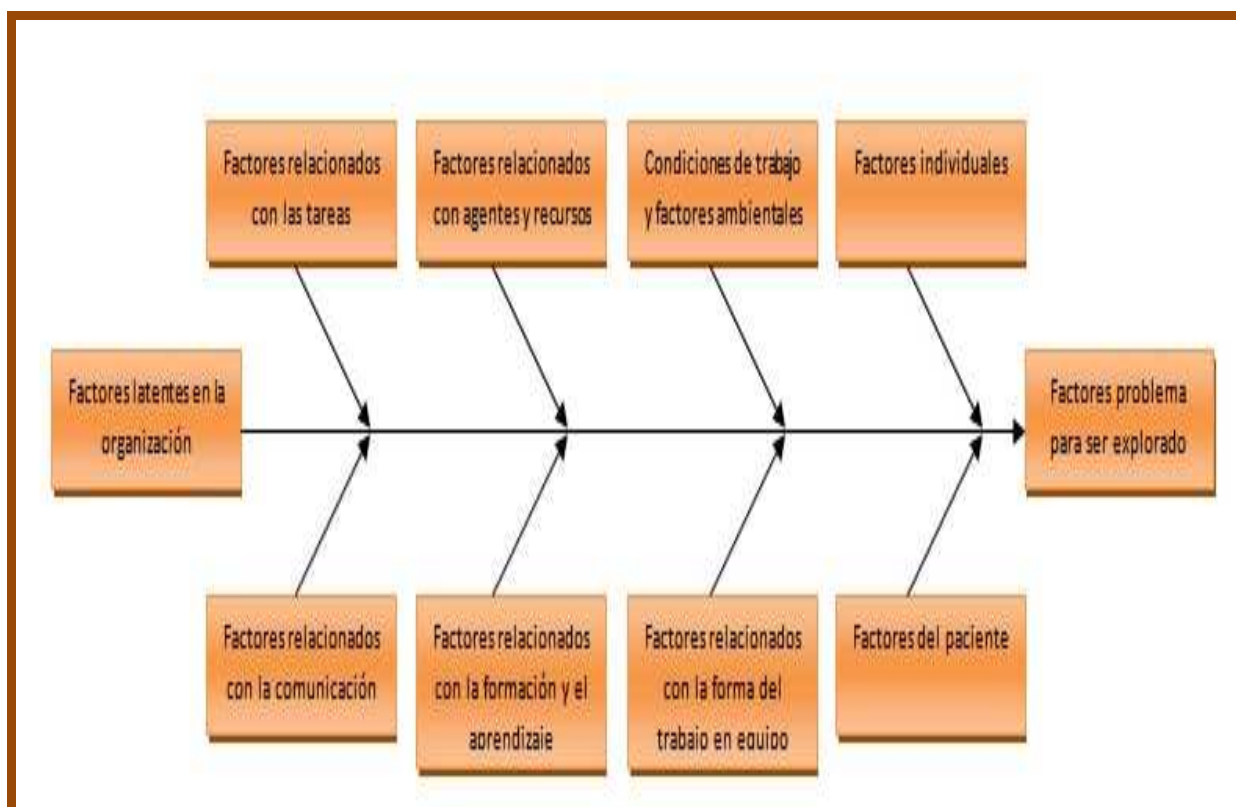 Factores relacionados
con las tareas
Factores relacionados
con agentes y recursos
Condiciones de trabajo
y factores ambientales
Factores individuales
Factores latentes en la
organización
Factores problema
para ser explorado
Factores relacionados
con la comunicación
Factores relacionados
con la formación y el
aprendizaje
Factores relacionados
con la forma del
trabajo en equipo
Factores del paciente